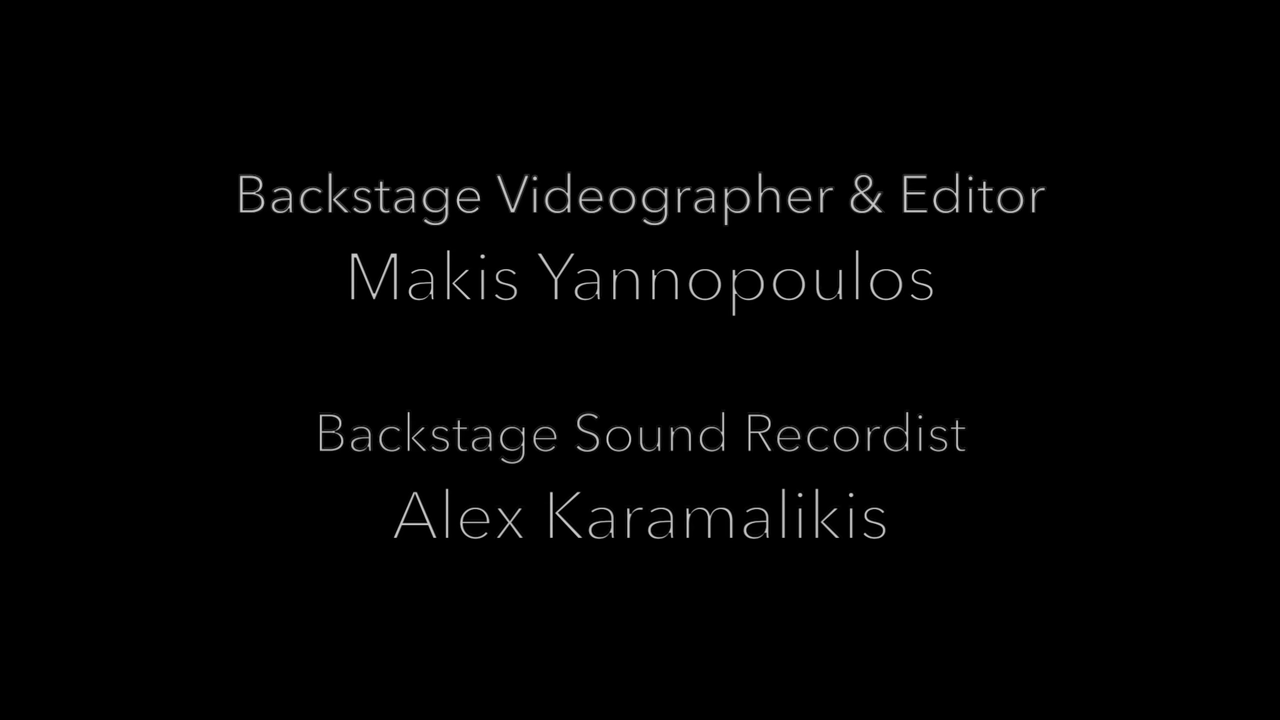 Backstage Videographer & Editor
Makis Yannopoulos
Backstage Sound Recordist
Alex Karamalikis